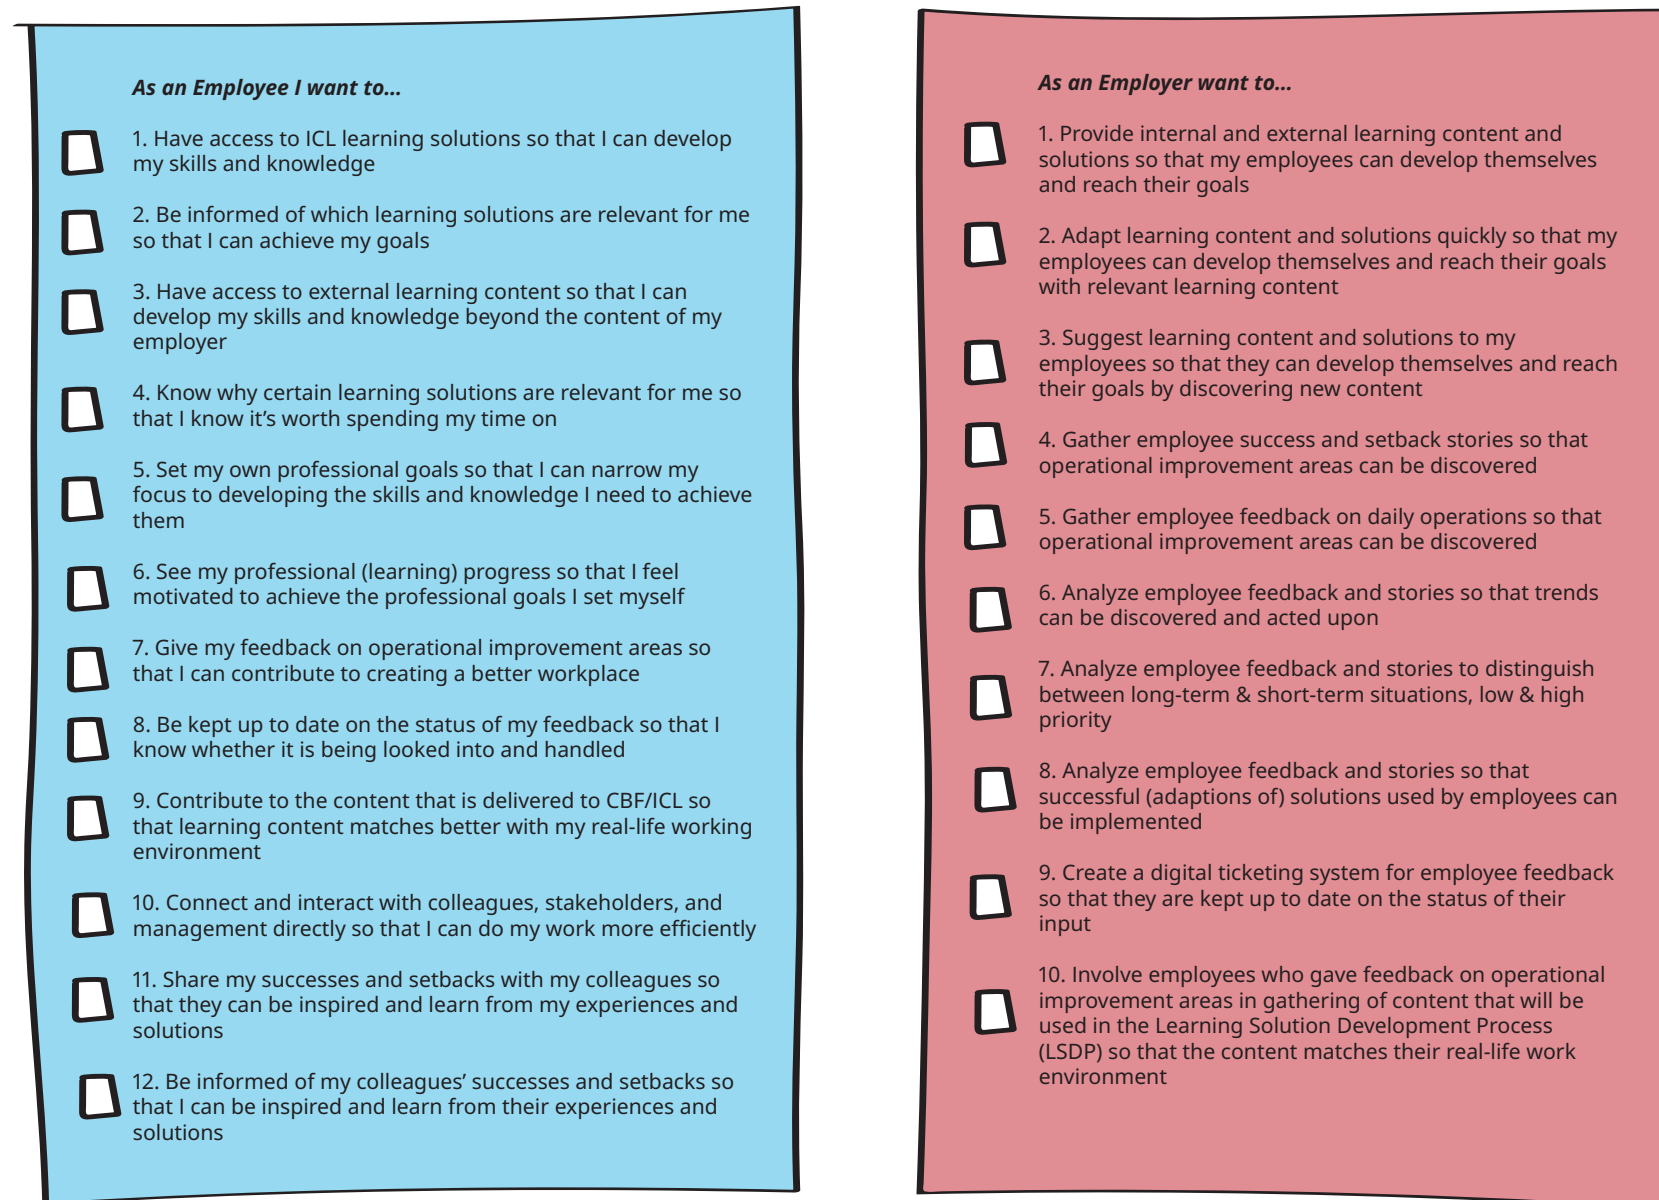 As an Employee I want to...
1. Have access to ICL learning solutions so that I can develop
my skills and knowledge
2. Be informed of which learning solutions are relevant for me
so that I can achieve my goals
3. Have access to external learning content so that I can
develop my skills and knowledge beyond the content of my
employer
4. Know why certain learning solutions are relevant for me so
that I know it’s worth spending my time on
5. Set my own professional goals so that I can narrow my
focus to developing the skills and knowledge I need to achieve
them
6. See my professional (learning) progress so that I feel
motivated to achieve the professional goals I set myself
7. Give my feedback on operational improvement areas so
that I can contribute to creating a better workplace
8. Be kept up to date on the status of my feedback so that I
know whether it is being looked into and handled
9. Contribute to the content that is delivered to CBF/ICL so
that learning content matches better with my real-life working
environment
10. Connect and interact with colleagues, stakeholders, and
management directly so that I can do my work more efficiently
11. Share my successes and setbacks with my colleagues so
that they can be inspired and learn from my experiences and
solutions
12. Be informed of my colleagues’ successes and setbacks so
that I can be inspired and learn from their experiences and
solutions
As an Employer want to...
1. Provide internal and external learning content and
solutions so that my employees can develop themselves
and reach their goals
2. Adapt learning content and solutions quickly so that my
employees can develop themselves and reach their goals
with relevant learning content
3. Suggest learning content and solutions to my
employees so that they can develop themselves and reach
their goals by discovering new content
4. Gather employee success and setback stories so that
operational improvement areas can be discovered
5. Gather employee feedback on daily operations so that
operational improvement areas can be discovered
6. Analyze employee feedback and stories so that trends
can be discovered and acted upon
7. Analyze employee feedback and stories to distinguish
between long-term & short-term situations, low & high
priority
8. Analyze employee feedback and stories so that
successful (adaptions of) solutions used by employees can
be implemented
9. Create a digital ticketing system for employee feedback
so that they are kept up to date on the status of their
input
10. Involve employees who gave feedback on operational
improvement areas in gathering of content that will be
used in the Learning Solution Development Process
(LSDP) so that the content matches their real-life work
environment